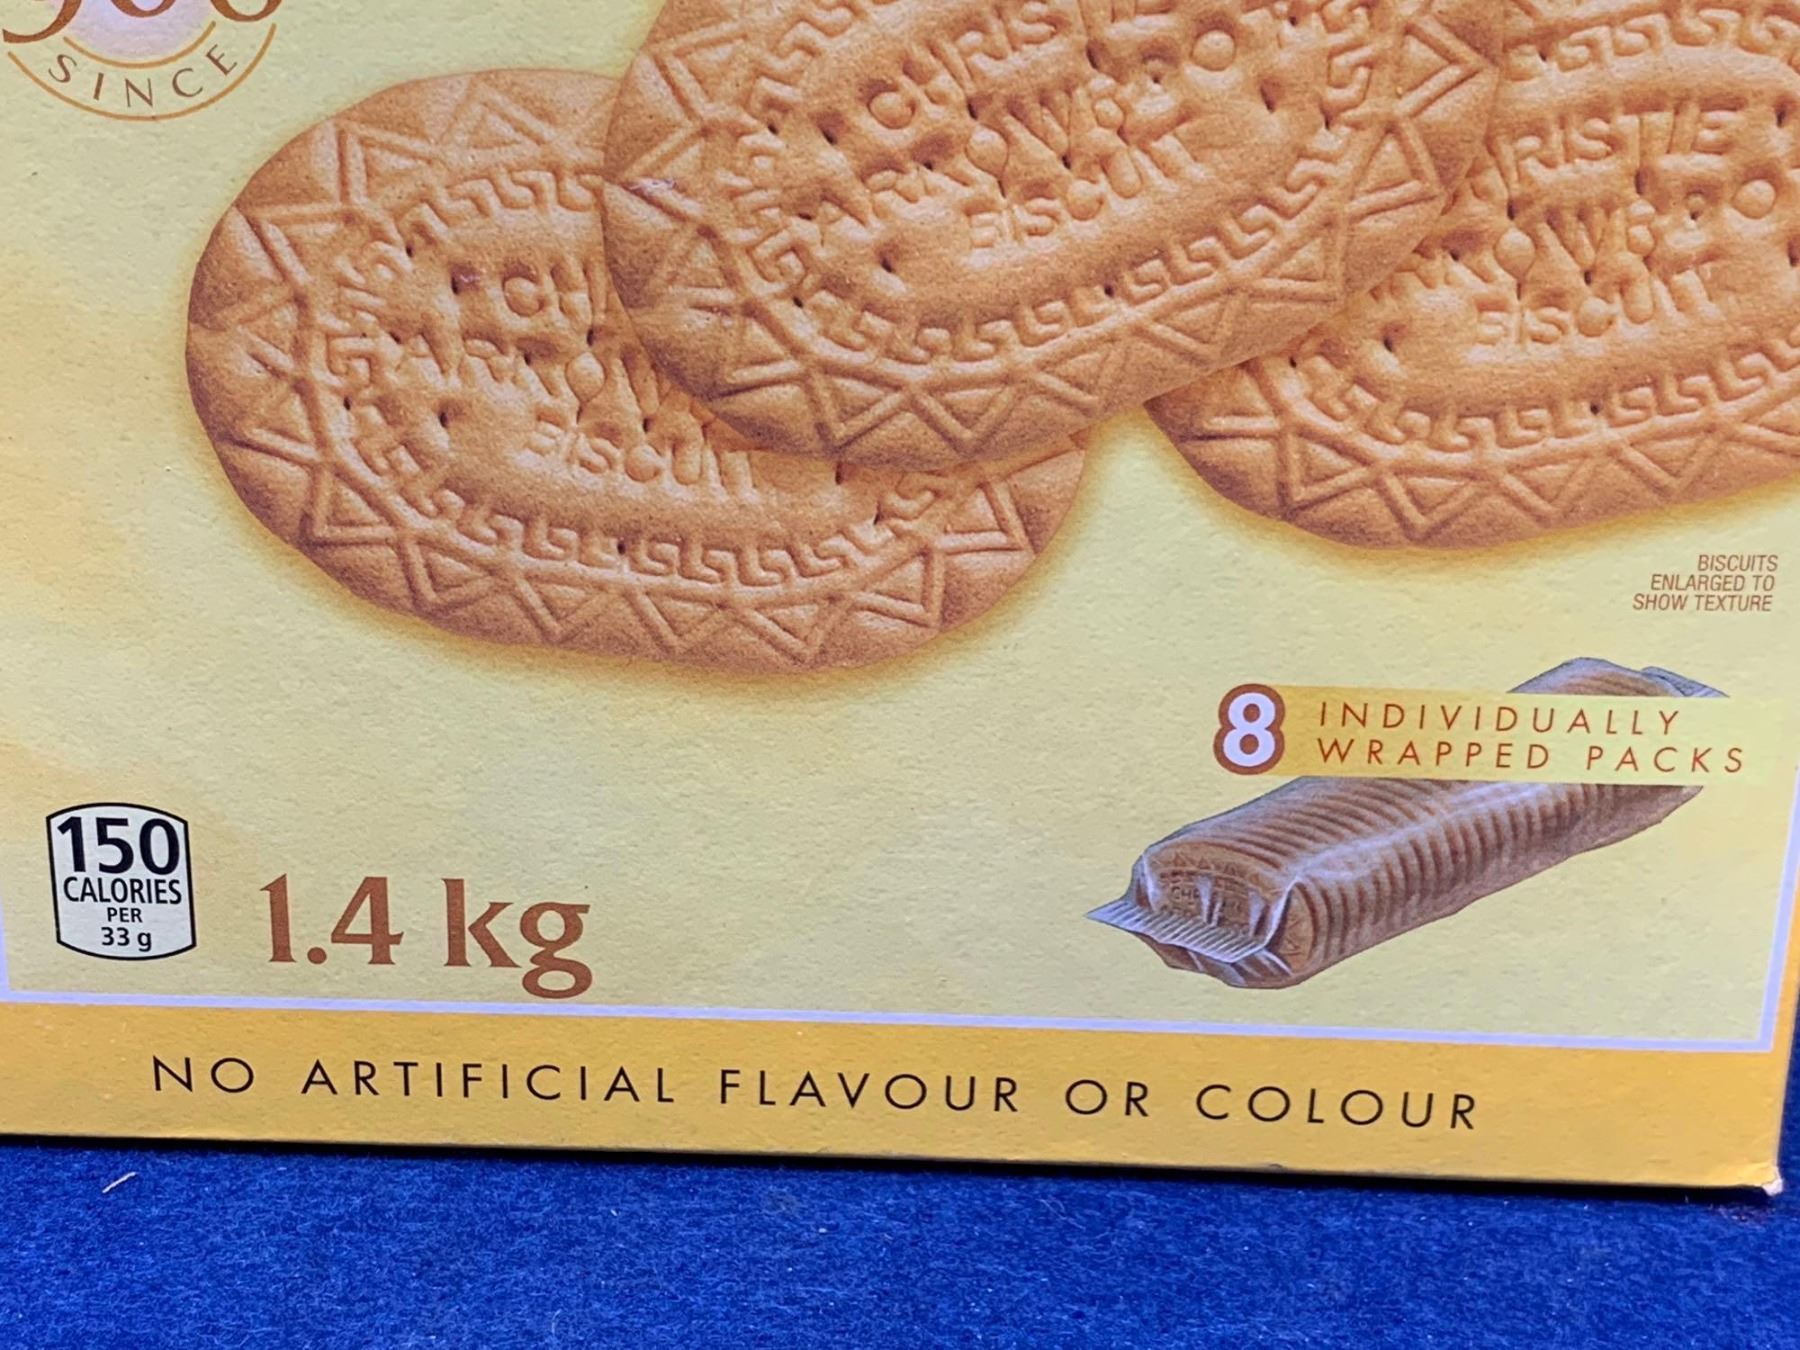 SINCE
CHRISTIE
ARROWROOT
BISCUIT
RISTIE
BISCUIT
BISCUIT
BISCUITS
ENLARGED TO
SHOW TEXTURE
8 INDIVIDUALLY
WRAPPED PACKS
150
CALORIES
PER
33 g
1.4 kg
NO ARTIFICIAL FLAVOUR OR COLOUR